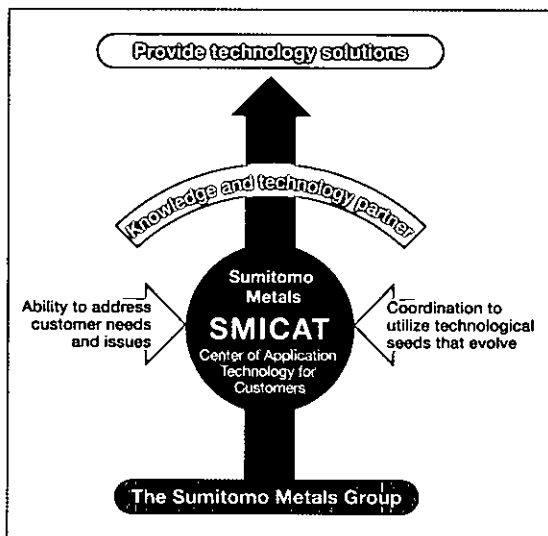 Provide technology solutions
Knowledge and technology partner
Sumitomo
Metals
SMICAT
Center of Application
Technology for
Customers
Ability to address
customer needs
and issues
Coordination to
utilize technological
seeds that evolve
The Sumitomo Metals Group